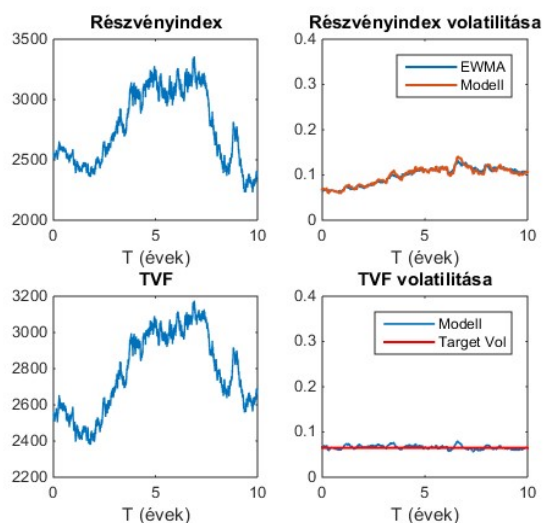 Részvényindex
3500
3000
2500
2000
0 5 10
T (évek)
Részvényindex volatilitása
0.4
0.3
0.2
0.1
0
0 5 10
T (évek)
EWMA
Modell
TVF
3200
3000
2800
2600
2400
2200
0 5 10
T (évek)
TVF volatilitása
0.4
0.3
0.2
0.1
0
0 5 10
T (évek)
Modell
Target Vol